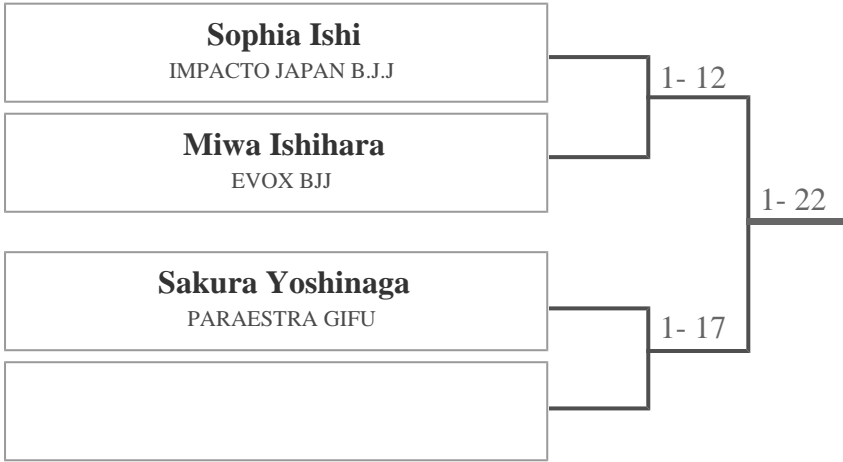 Sophia Ishi
IMPACTO JAPAN B.J.J
1- 12
Miwa Ishihara
EVOX BJJ
1- 22
Sakura Yoshinaga
PARAESTRA GIFU
1- 17